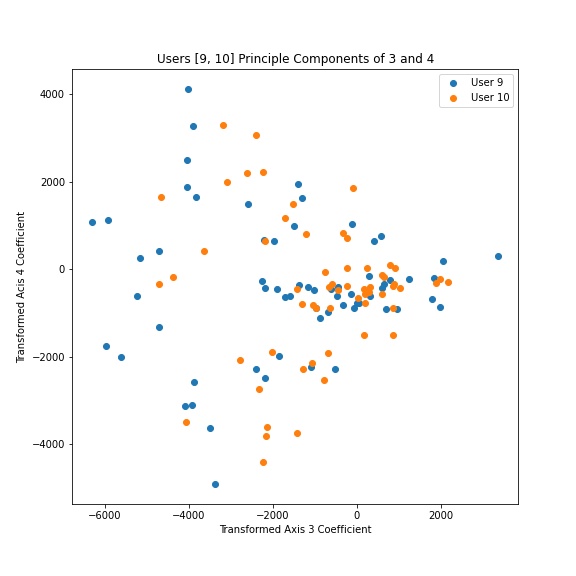 Users [9, 10] Principle Components of 3 and 4
User 9
User 10
Transformed Acis 4 Coefficient
4000
2000
0
−2000
−4000
−6000
−4000
−2000
0
2000
Transformed Axis 3 Coefficient